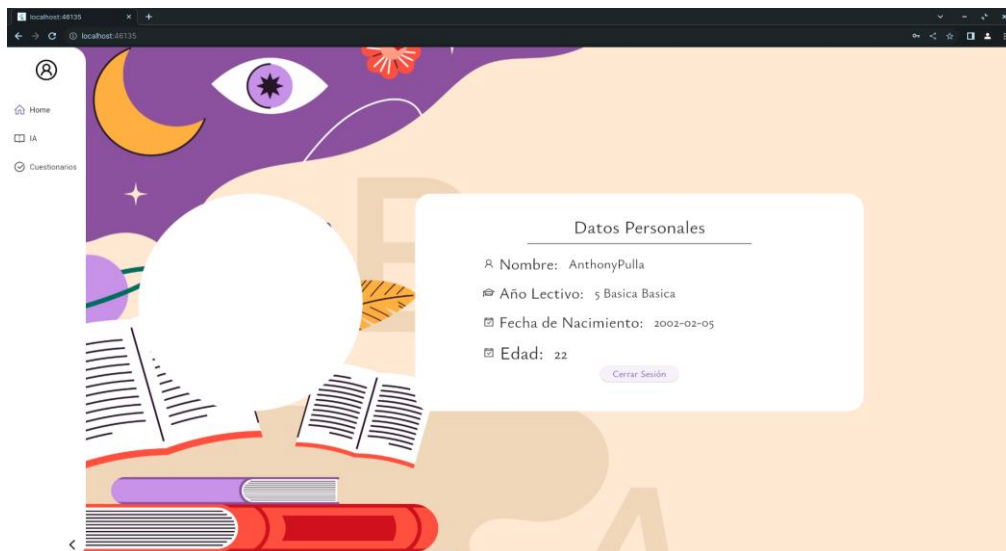 localhost:46135
localhost:46135
Home
IA
Cuestionarios
B
A
Datos Personales
Nombre: AnthonyPulla
Año Lectivo: 5 Basica Basica
Fecha de Nacimiento: 2002-02-05
Edad: 22
Cerrar Sesión